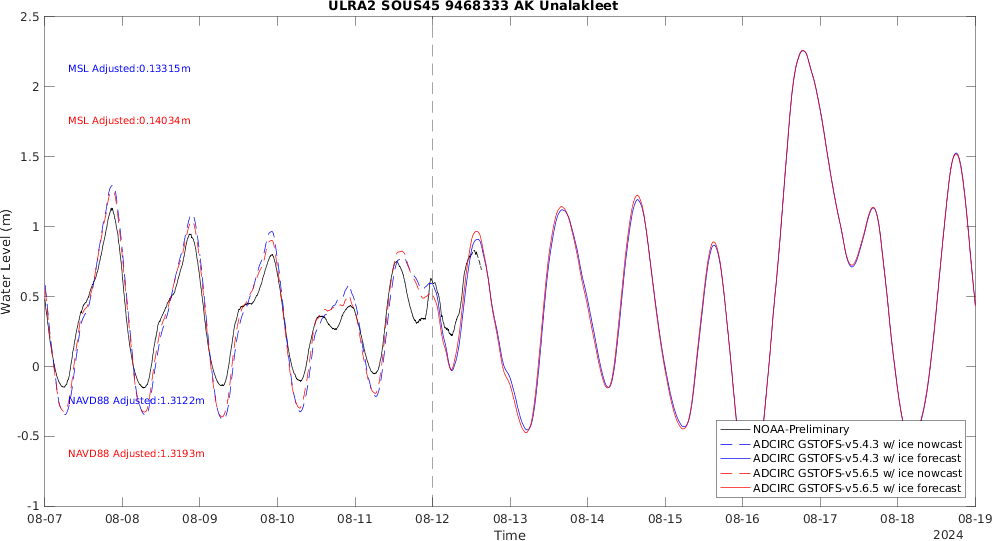 ULRA2 SOUS45 9468333 AK Unalakleet
2.5
2
1.5
1
0.5
0
-0.5
-1
Water Level (m)
MSL Adjusted:0.13315m
MSL Adjusted:0.14034m
NAVD88 Adjusted:1.3122m
NAVD88 Adjusted:1.3193m
NOAA-Preliminary
ADCIRC GSTOFS-v5.4.3 w/ ice nowcast
ADCIRC GSTOFS-v5.4.3 w/ ice forecast
ADCIRC GSTOFS-v5.6.5 w/ ice nowcast
ADCIRC GSTOFS-v5.6.5 w/ ice forecast
08-07 08-08 08-09 08-10 08-11 08-12 08-13 08-14 08-15 08-16 08-17 08-18 08-19
Time
2024